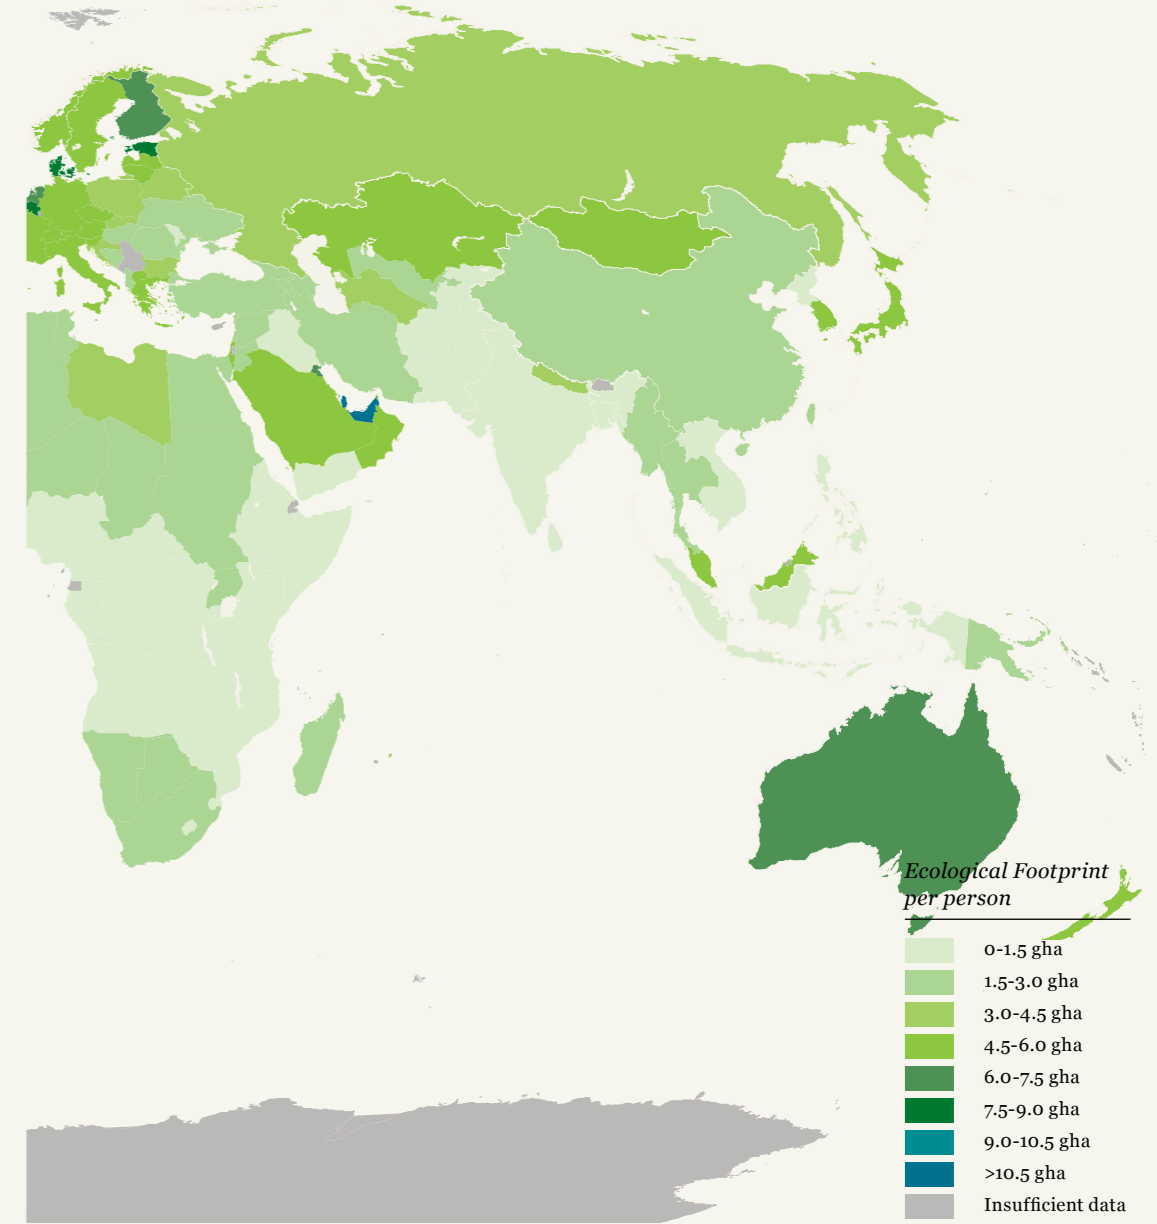 Ecological Footprint
per person
0-1.5 gha
1.5-3.0 gha
3.0-4.5 gha
4.5-6.0 gha
6.0-7.5 gha
7.5-9.0 gha
9.0-10.5 gha
>10.5 gha
Insufficient data